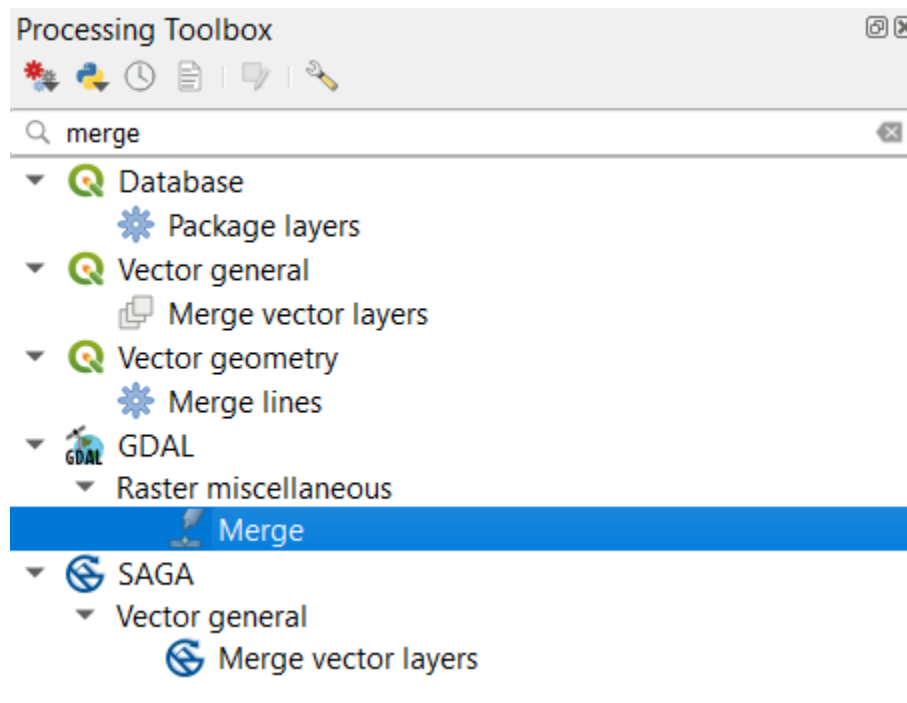 Processing Toolbox
merge
Database
Package layers
Vector general
Merge vector layers
Vector geometry
Merge lines
GDAL GDAL
Raster miscellaneous
Merge
SAGA
Vector general
Merge vector layers